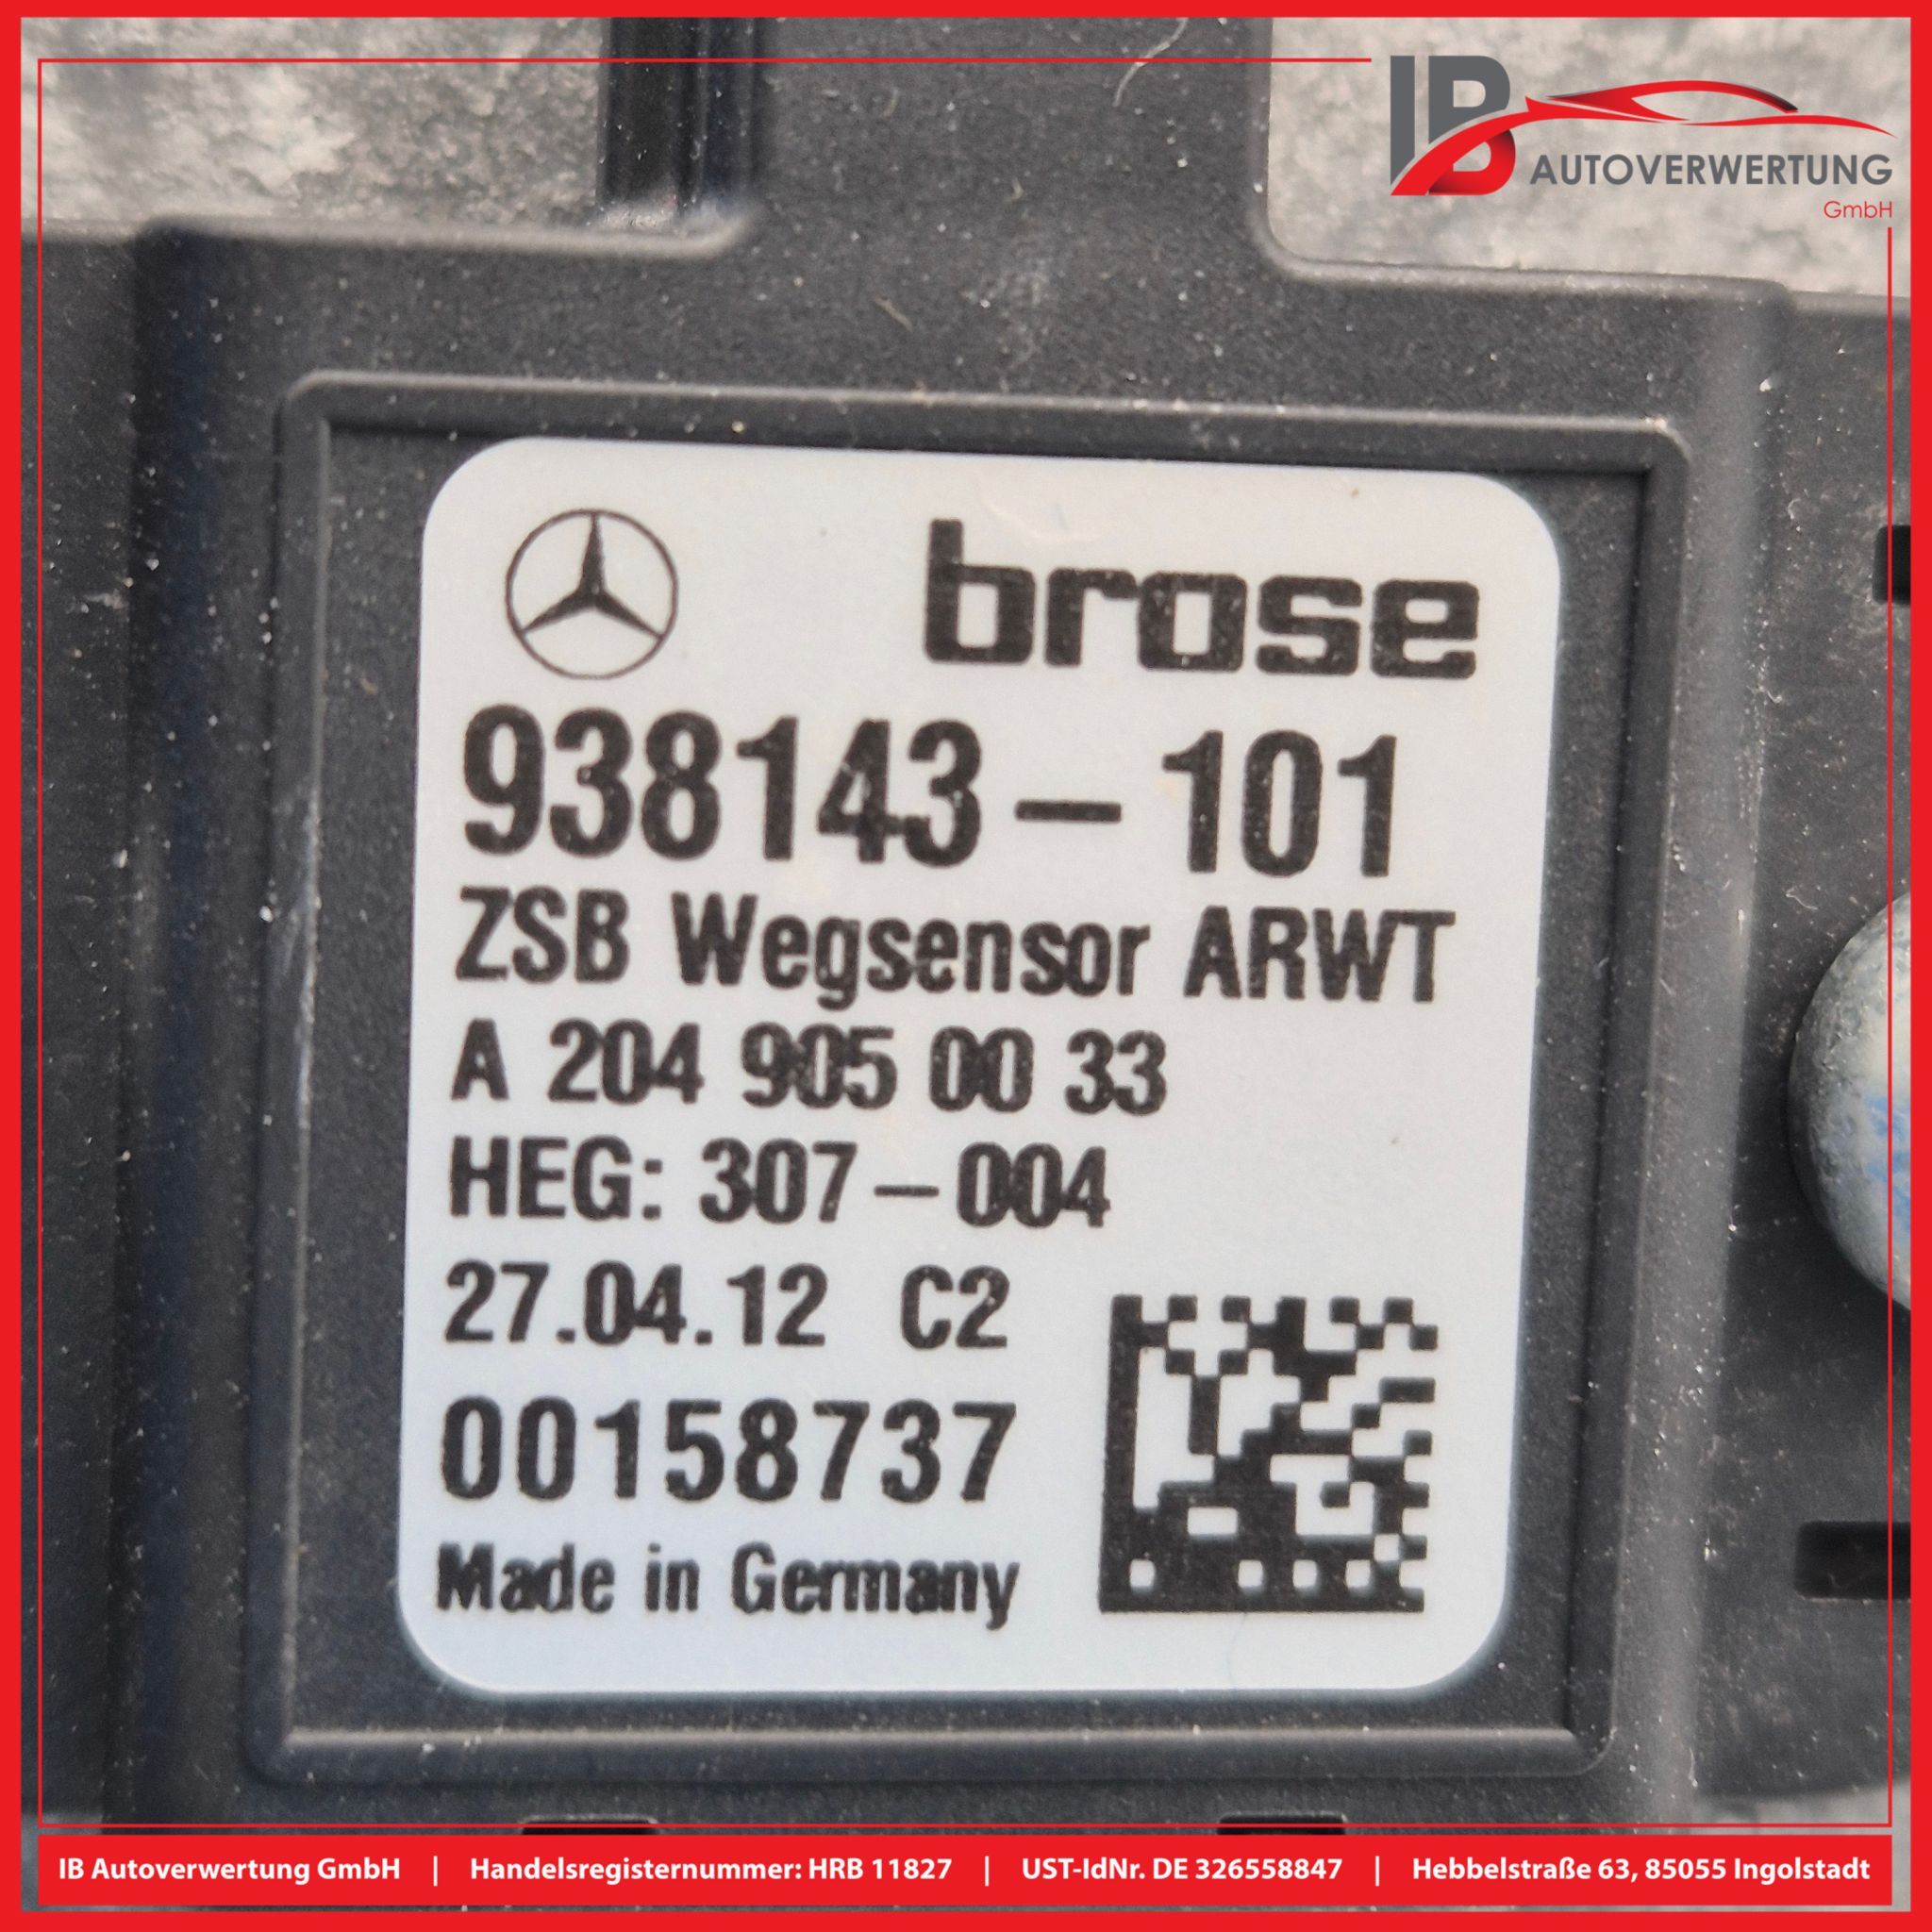 IB
AUTOVERWERTUNG
GmbH
brose
938143-101
ZSB Wegsensor ARWT
A 204 905 00 33
HEG: 307-004
27.04.12 C2
00158737
Made in Germany
IB Autoverwertung GmbH | Handelsregisternummer: HRB 11827 | UST-IdNr. DE 326558847 | Hebbelstraße 63, 85055 Ingolstadt